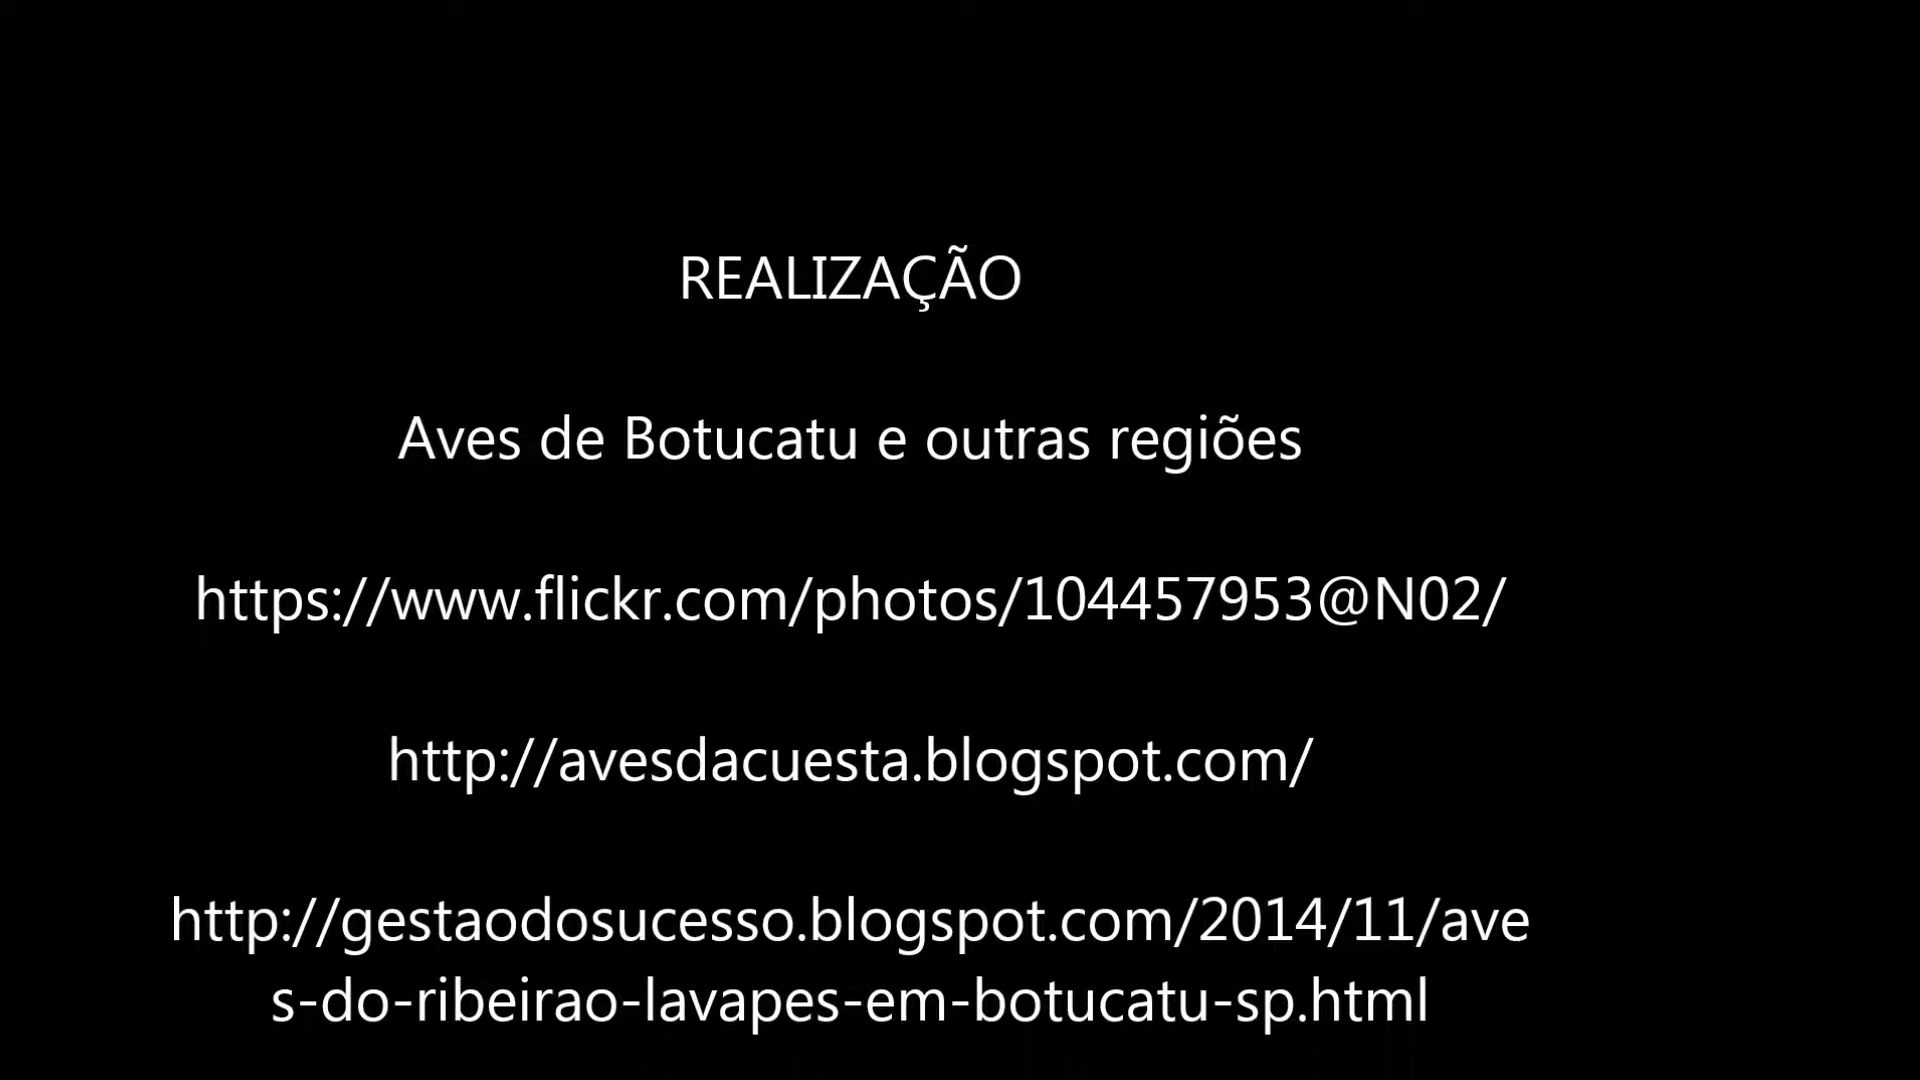 REALIZAÇÃO
Aves de Botucatu e outras regiões
https://www.flickr.com/photos/104457953@N02/
http://avesdacuesta.blogspot.com/
http://gestaodosucesso.blogspot.com/2014/11/ave
s-do-ribeirao-lavapes-em-botucatu-sp.html